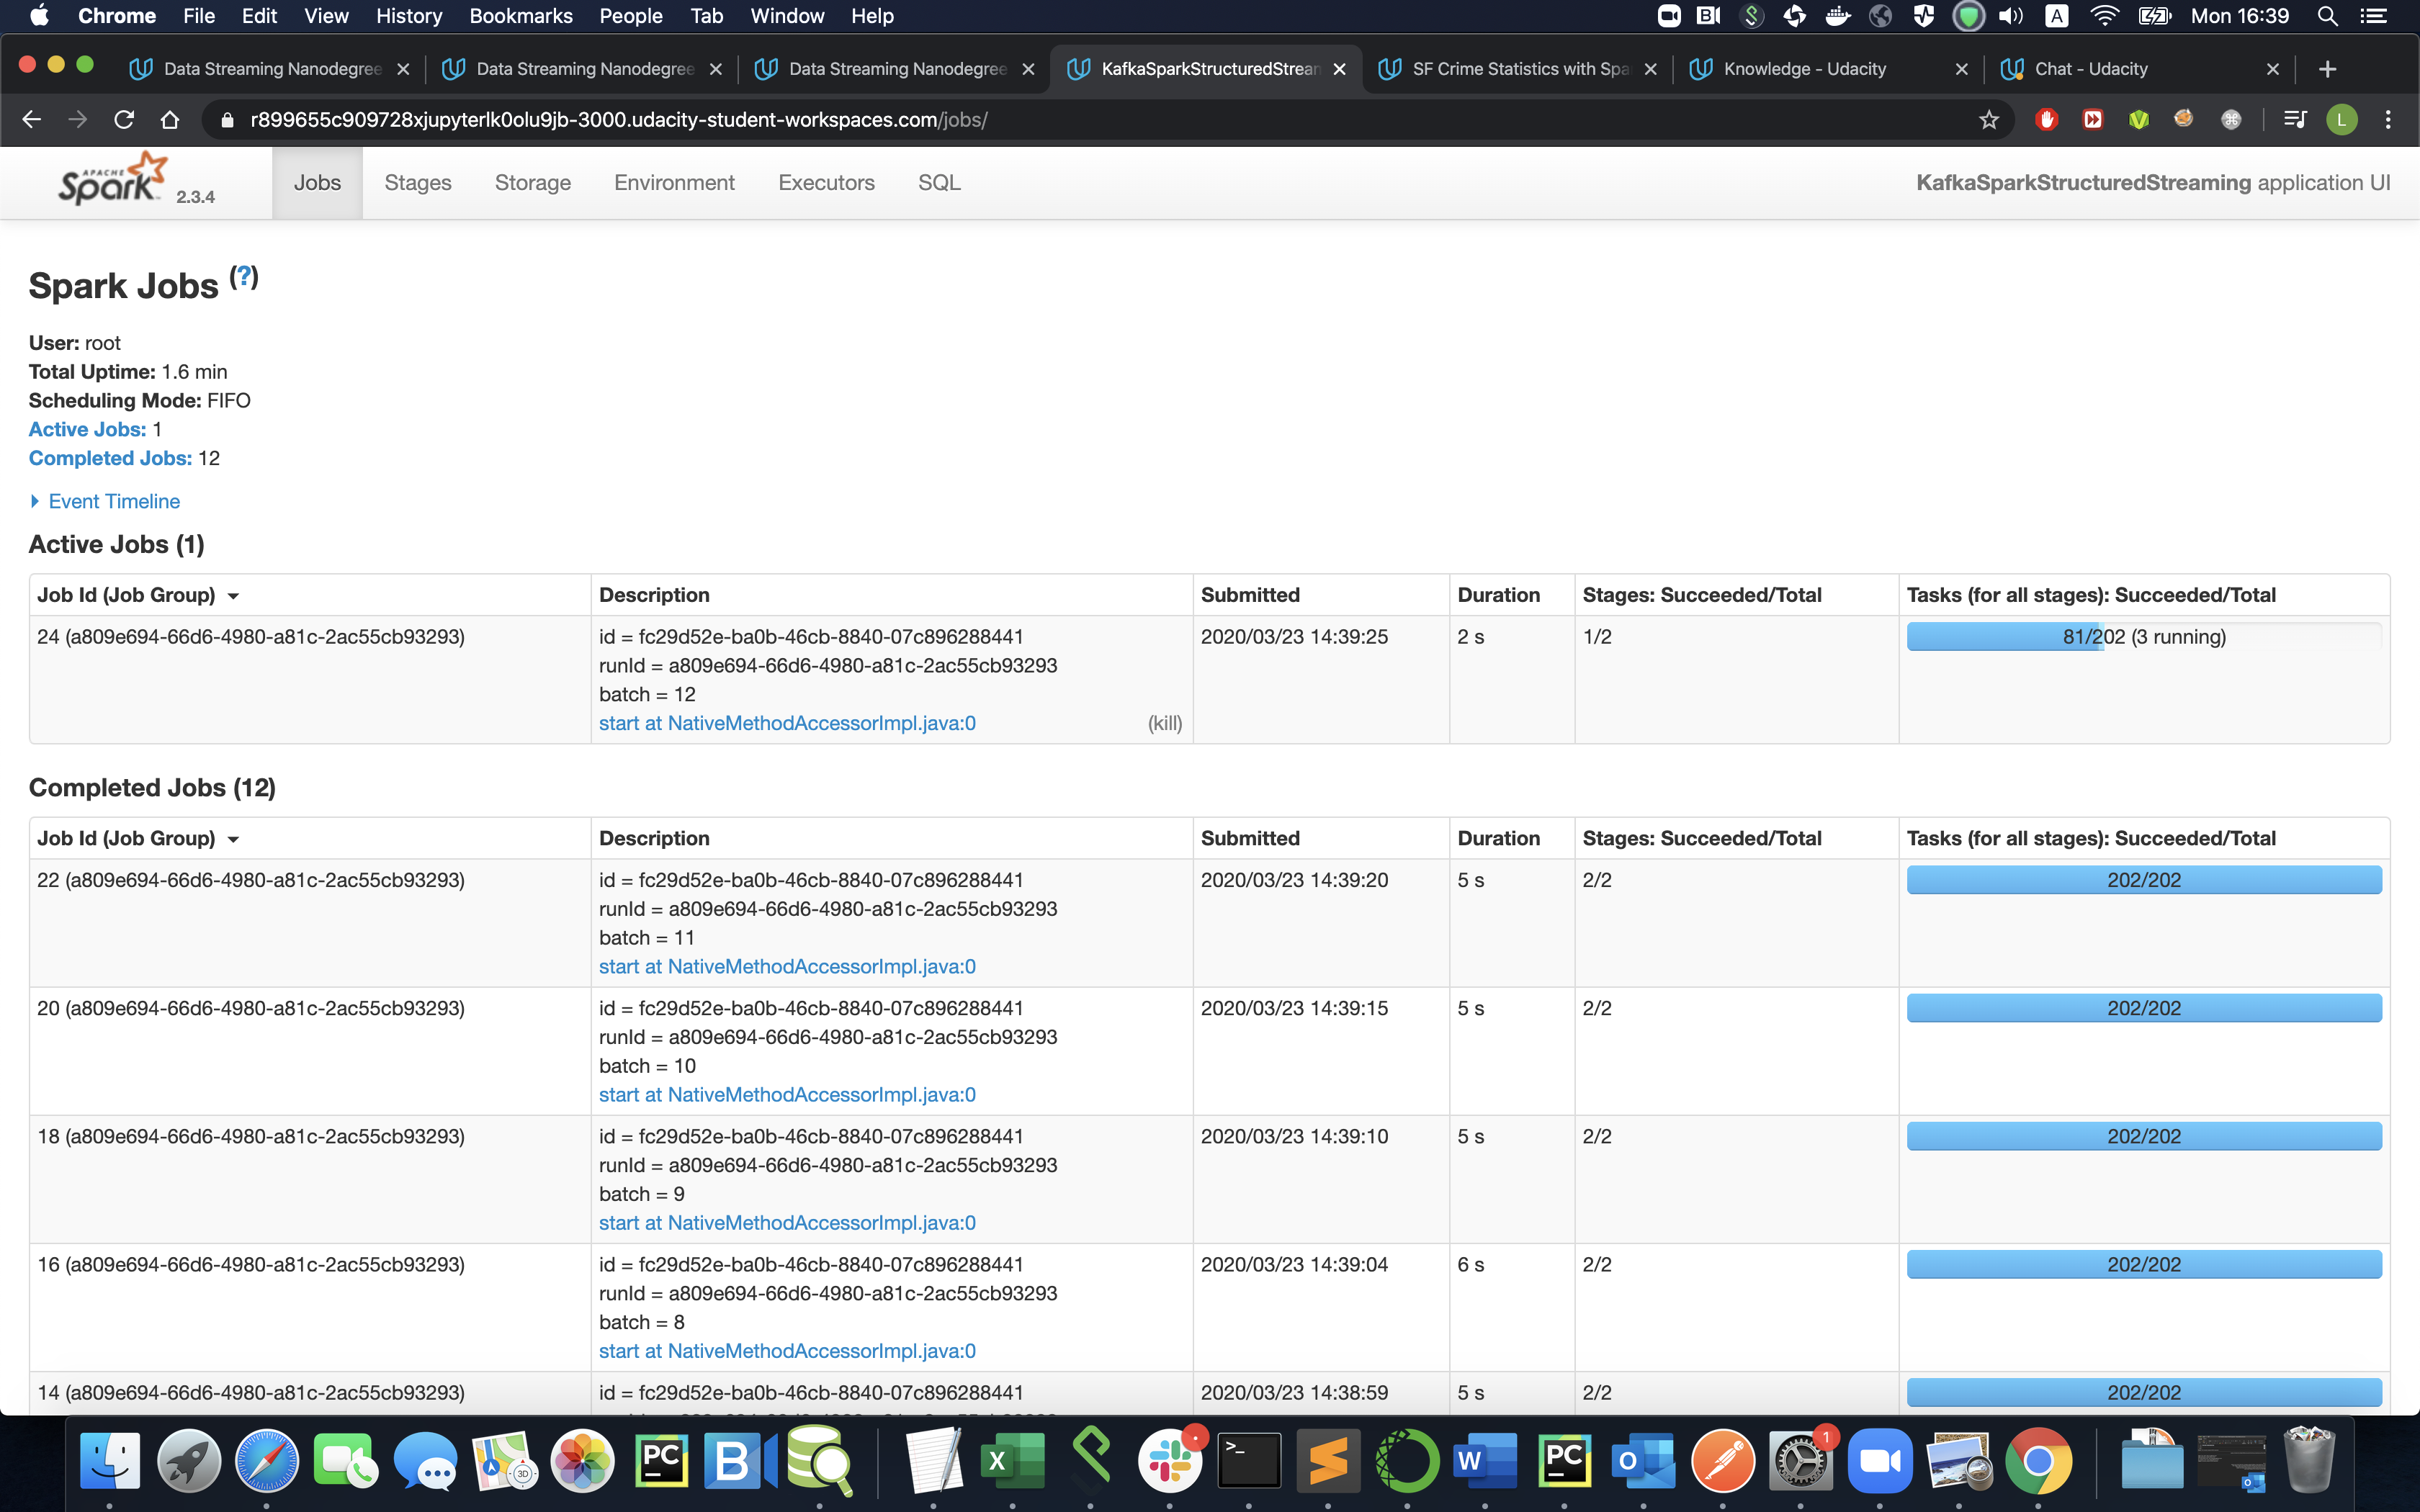 Chrome File Edit View History Bookmarks People Tab Window Help
A Mon 16:39
Data Streaming Nanodegree
Data Streaming Nanodegree
Data Streaming Nanodegree
KafkaSparkStructuredStrean
SF Crime Statistics with Spa
Knowledge - Udacity
Chat - Udacity
r899655c909728xjupyterlk0olu9jb-3000.udacity-student-workspaces.com/jobs/
L
APACHE Spark 2.3.4
Jobs Stages Storage Environment Executors SQL
KafkaSparkStructuredStreaming application UI
Spark Jobs (?)
User: root
Total Uptime: 1.6 min
Scheduling Mode: FIFO
Active Jobs: 1
Completed Jobs: 12
Event Timeline
Active Jobs (1)
Job Id (Job Group) Description Submitted Duration Stages: Succeeded/Total Tasks (for all stages): Succeeded/Total
24 (a809e694-66d6-4980-a81c-2ac55cb93293) id = fc29d52e-ba0b-46cb-8840-07c896288441 2020/03/23 14:39:25 2 s 1/2 81/202 (3 running)
runId = a809e694-66d6-4980-a81c-2ac55cb93293
batch = 12
start at NativeMethodAccessorImpl.java:0 (kill)
Completed Jobs (12)
Job Id (Job Group) Description Submitted Duration Stages: Succeeded/Total Tasks (for all stages): Succeeded/Total
22 (a809e694-66d6-4980-a81c-2ac55cb93293) id = fc29d52e-ba0b-46cb-8840-07c896288441 2020/03/23 14:39:20 5 s 2/2 202/202
runId = a809e694-66d6-4980-a81c-2ac55cb93293
batch = 11
start at NativeMethodAccessorImpl.java:0
20 (a809e694-66d6-4980-a81c-2ac55cb93293) id = fc29d52e-ba0b-46cb-8840-07c896288441 2020/03/23 14:39:15 5 s 2/2 202/202
runId = a809e694-66d6-4980-a81c-2ac55cb93293
batch = 10
start at NativeMethodAccessorImpl.java:0
18 (a809e694-66d6-4980-a81c-2ac55cb93293) id = fc29d52e-ba0b-46cb-8840-07c896288441 2020/03/23 14:39:10 5 s 2/2 202/202
runId = a809e694-66d6-4980-a81c-2ac55cb93293
batch = 9
start at NativeMethodAccessorImpl.java:0
16 (a809e694-66d6-4980-a81c-2ac55cb93293) id = fc29d52e-ba0b-46cb-8840-07c896288441 2020/03/23 14:39:04 6 s 2/2 202/202
runId = a809e694-66d6-4980-a81c-2ac55cb93293
batch = 8
start at NativeMethodAccessorImpl.java:0
14 (a809e694-66d6-4980-a81c-2ac55cb93293) id = fc29d52e-ba0b-46cb-8840-07c896288441 2020/03/23 14:38:59 5 s 2/2 202/202